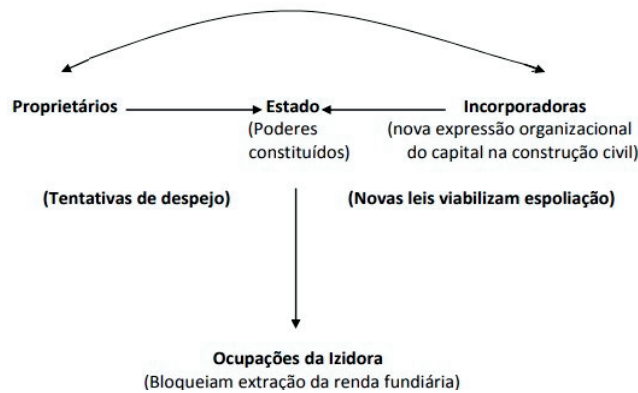 Proprietários Estado Incorporadoras
(Poderes (nova expressão organizacional
constituídos) do capital na construção civil)
(Tentativas de despejo) (Novas leis viabilizam espoliação)
Ocupações da Izidora
(Bloqueiam extração da renda fundiária)